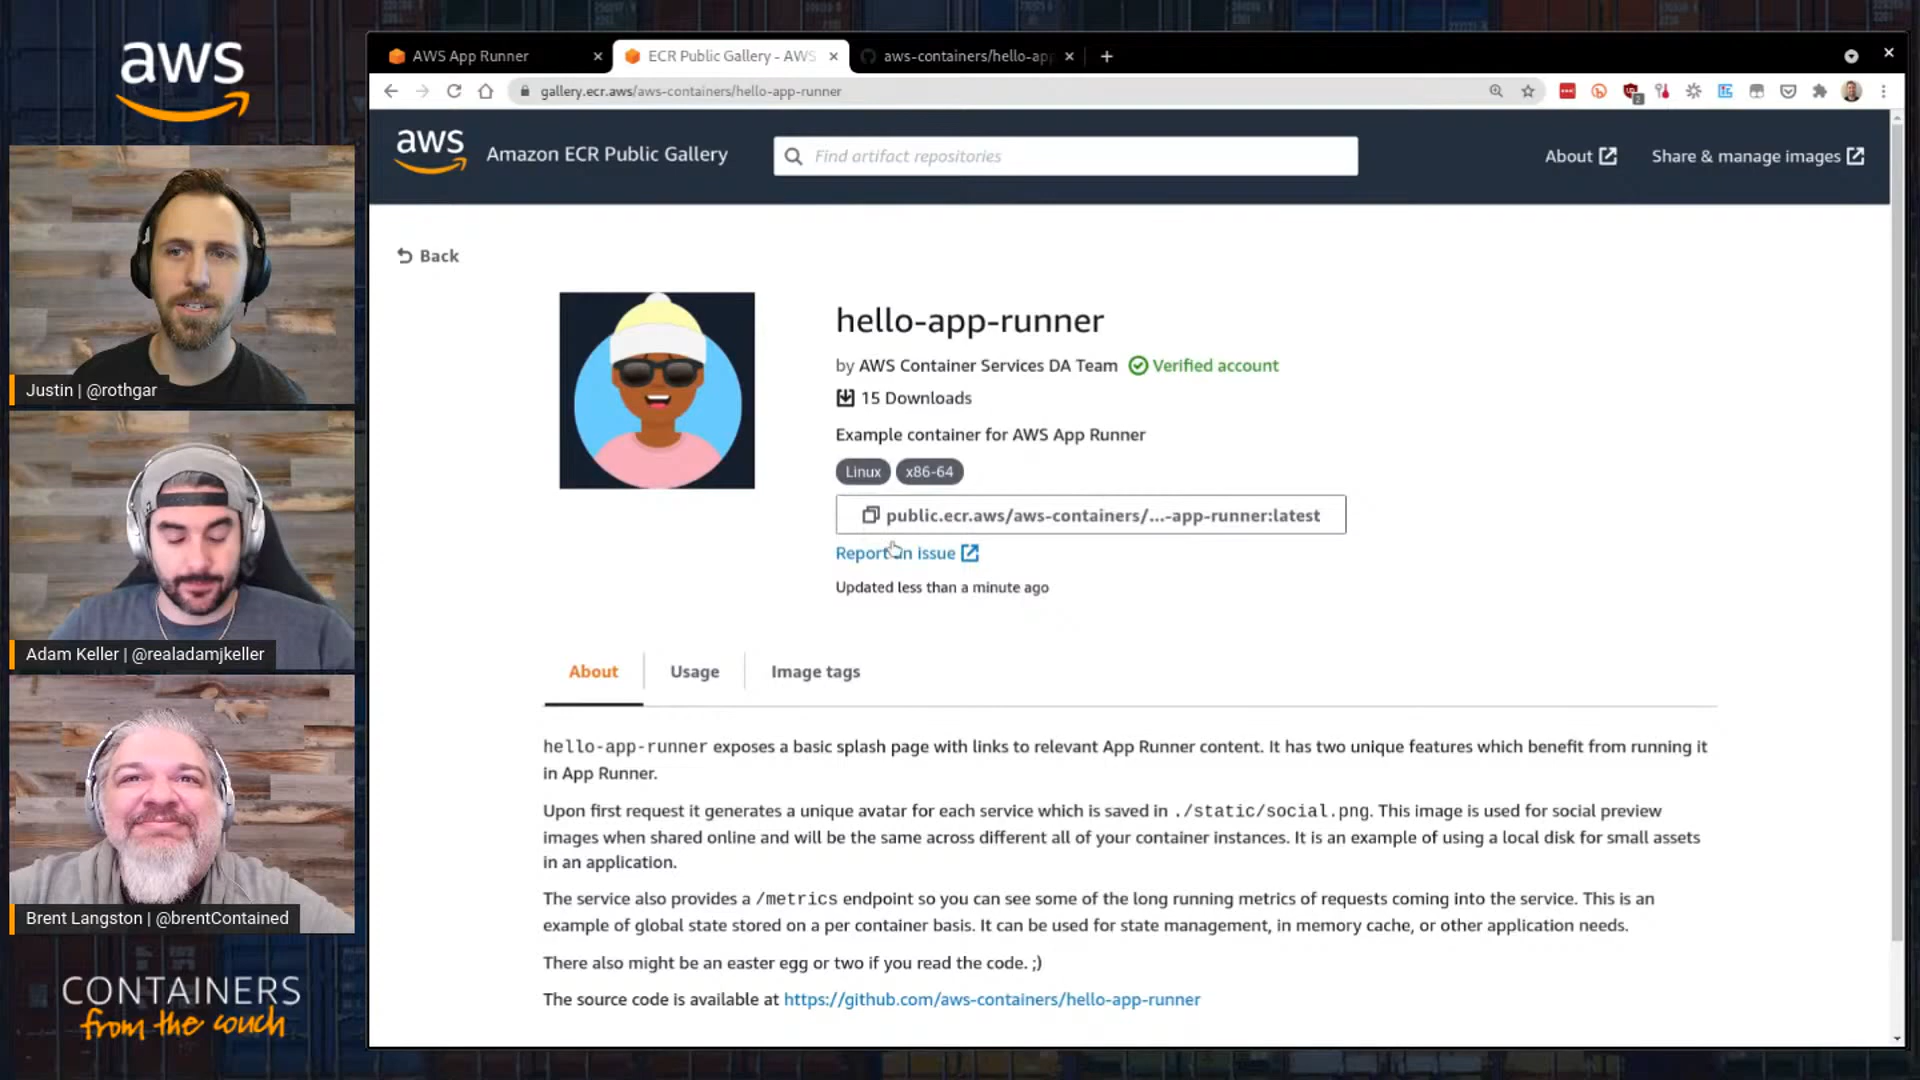 aws
Justin | @rothgar
Adam Keller | @realadamjkeller
Brent Langston | @brentContained
CONTAINERS
from the couch
AWS App Runner
ECR Public Gallery - AWS
aws-containers/hello-app
gallery.ecr.aws/aws-containers/hello-app-runner
aws
Amazon ECR Public Gallery
Find artifact repositories
About
Share & manage images
Back
hello-app-runner
by AWS Container Services DA Team Verified account
15 Downloads
Example container for AWS App Runner
Linux x86-64
public.ecr.aws/aws-containers/...-app-runner:latest
Report an issue
Updated less than a minute ago
About
Usage
Image tags
hello-app-runner exposes a basic splash page with links to relevant App Runner content. It has two unique features which benefit from running it
in App Runner.
Upon first request it generates a unique avatar for each service which is saved in ./static/social.png. This image is used for social preview
images when shared online and will be the same across different all of your container instances. It is an example of using a local disk for small assets
in an application.
The service also provides a /metrics endpoint so you can see some of the long running metrics of requests coming into the service. This is an
example of global state stored on a per container basis. It can be used for state management, in memory cache, or other application needs.
There also might be an easter egg or two if you read the code. ;)
The source code is available at https://github.com/aws-containers/hello-app-runner